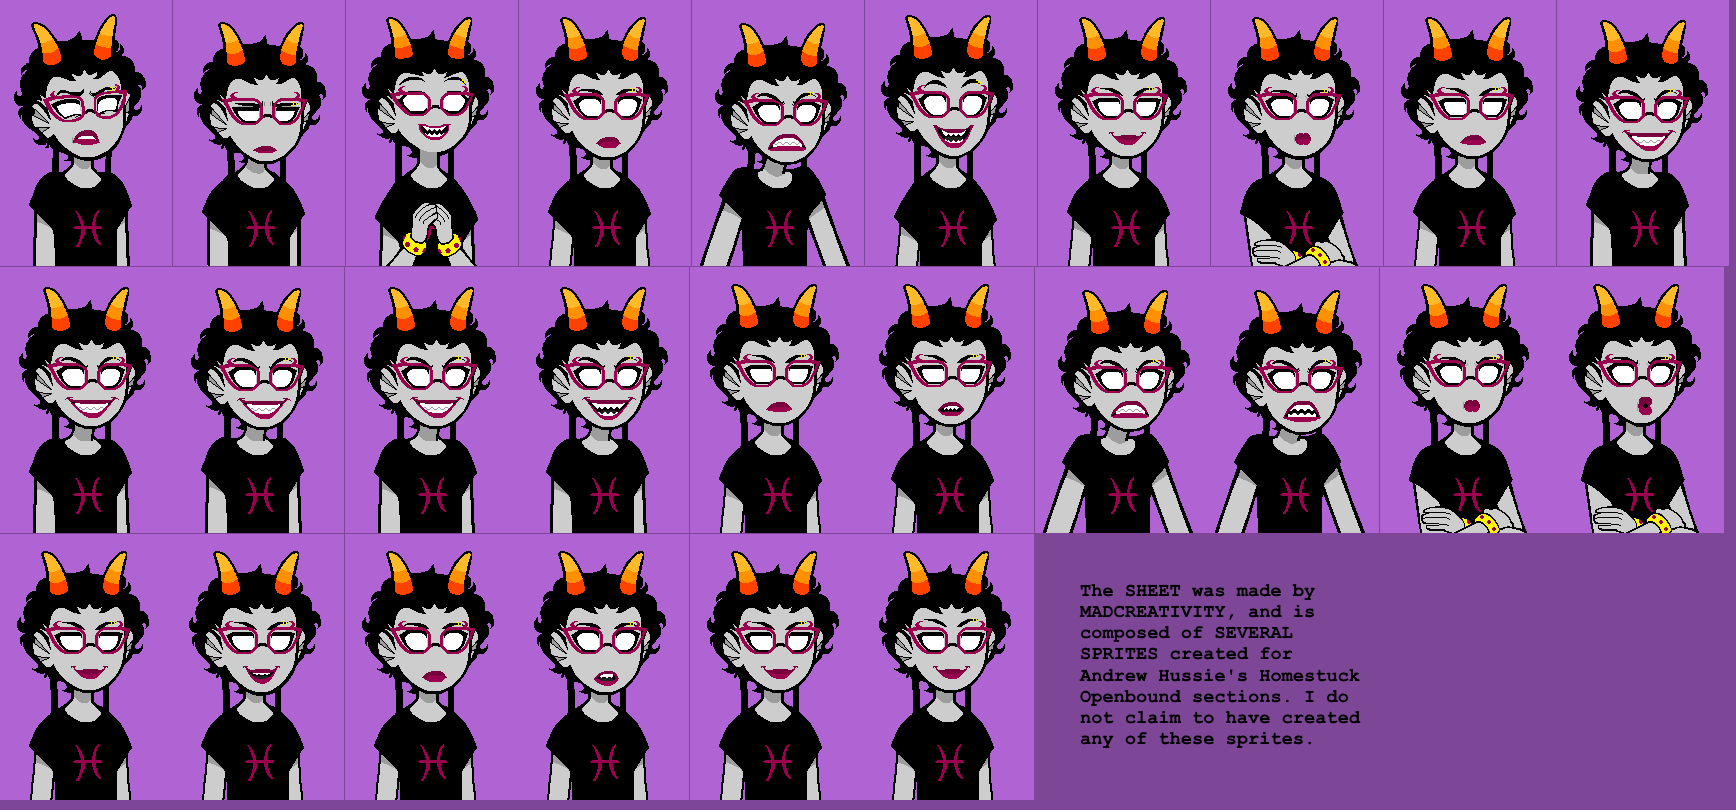 The SHEET was made by
MADCREATIVITY, and is
composed of SEVERAL
SPRITES created for
Andrew Hussie's Homestuck
Openbound sections. I do
not claim to have created
any of these sprites.